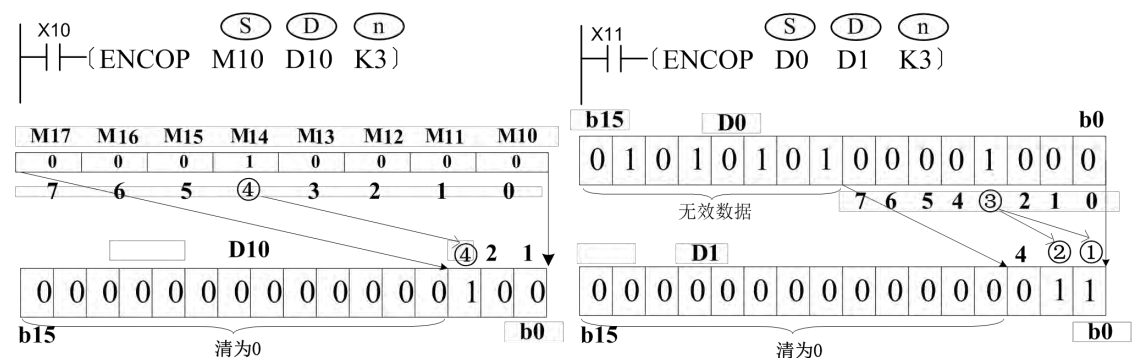 X10
S D n
ENCOP M10 D10 K3
M17 M16 M15 M14 M13 M12 M11 M10
0 0 0 1 0 0 0 0
7 6 5 ④ 3 2 1 0
D10
④ 2 1
0 0 0 0 0 0 0 0 0 0 0 0 0 1 0 0
b15 b0
清为0
X11
S D n
ENCOP D0 D1 K3
b15 D0 b0
0 1 0 1 0 1 0 1 0 0 0 0 1 0 0 0
无效数据
7 6 5 4 ③ 2 1 0
D1
4 ② ①
0 0 0 0 0 0 0 0 0 0 0 0 0 0 1 1
b15 b0
清为0